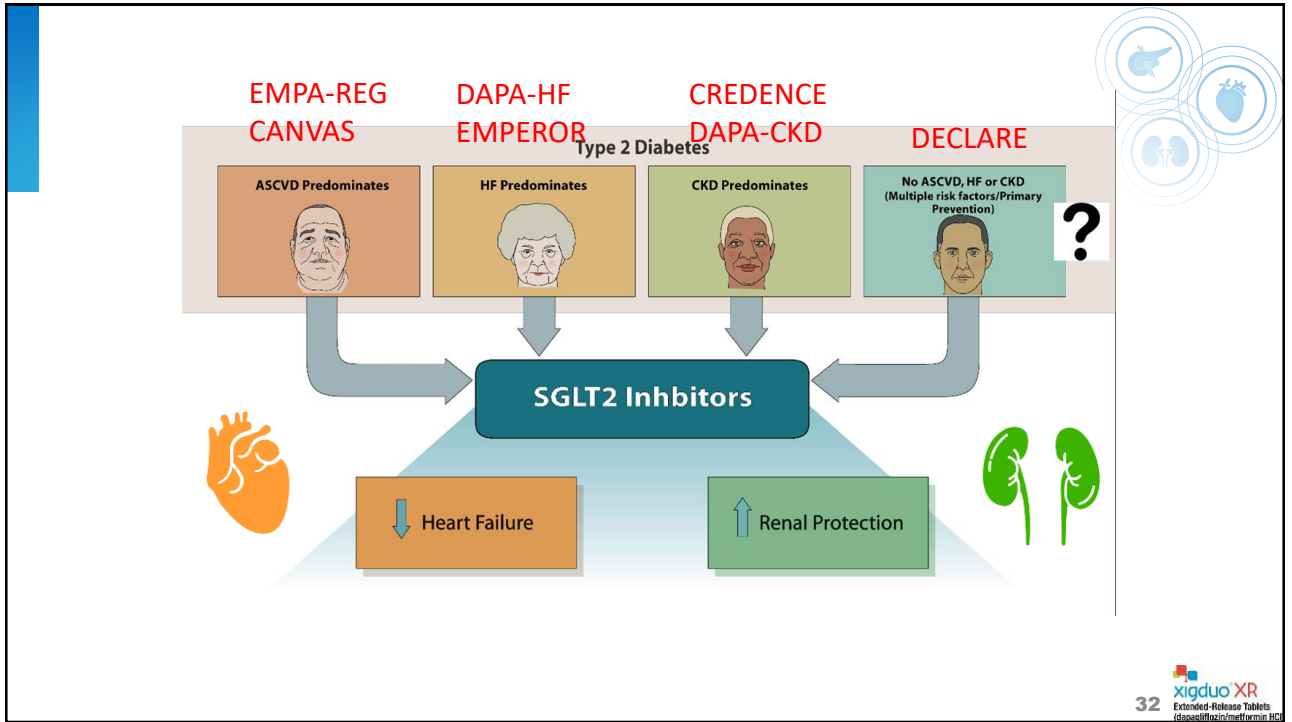 EMPA-REG
CANVAS
DAPA-HF
EMPEROR
CREDENCE
DAPA-CKD
DECLARE
Type 2 Diabetes
ASCVD Predominates
HF Predominates
CKD Predominates
No ASCVD, HF or CKD
(Multiple risk factors/Primary
Prevention)
?
SGLT2 Inhbitors
Heart Failure
Renal Protection
32
xigduo XR
Extended-Release Tablets
(dapagliflozin/metformin HCl)